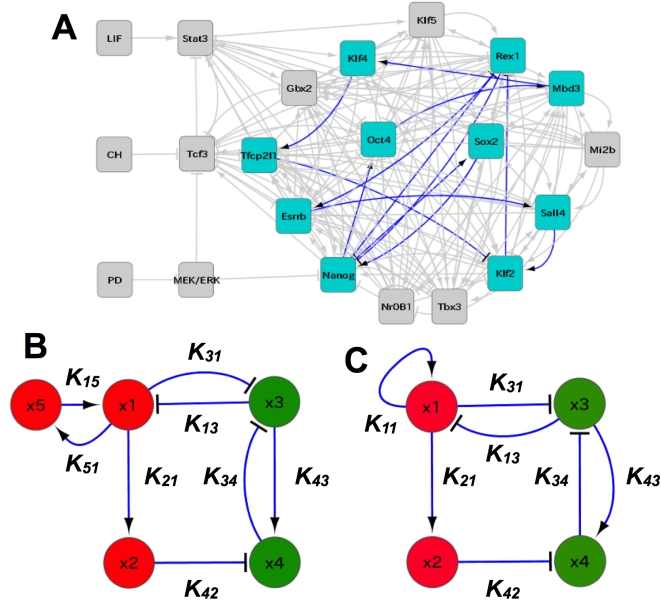 A
LIF
Stat3
Klf5
Klf4
Rex1
Gbx2
Mbd3
CH
Tcf3
Tfcp2l1
Oct4
Sox2
Mi2b
Esrrb
Sall4
PD
MEK/ERK
Nanog
Klf2
Nr0B1
Tbx3
B
C
K31
K15
x5
x1
x3
K13
K51
K21
K34
K43
x2
x4
K42
K31
x1
x3
K11
K13
K21
K34
K43
x2
x4
K42